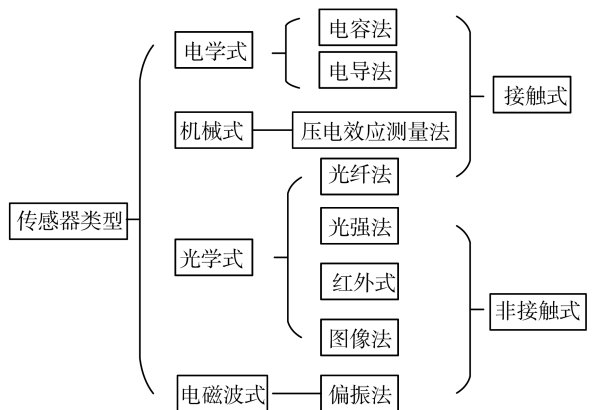 传感器类型
电学式
电容法
电导法
机械式
压电效应测量法
光学式
光纤法
光强法
红外式
图像法
电磁波式
偏振法
接触式
非接触式